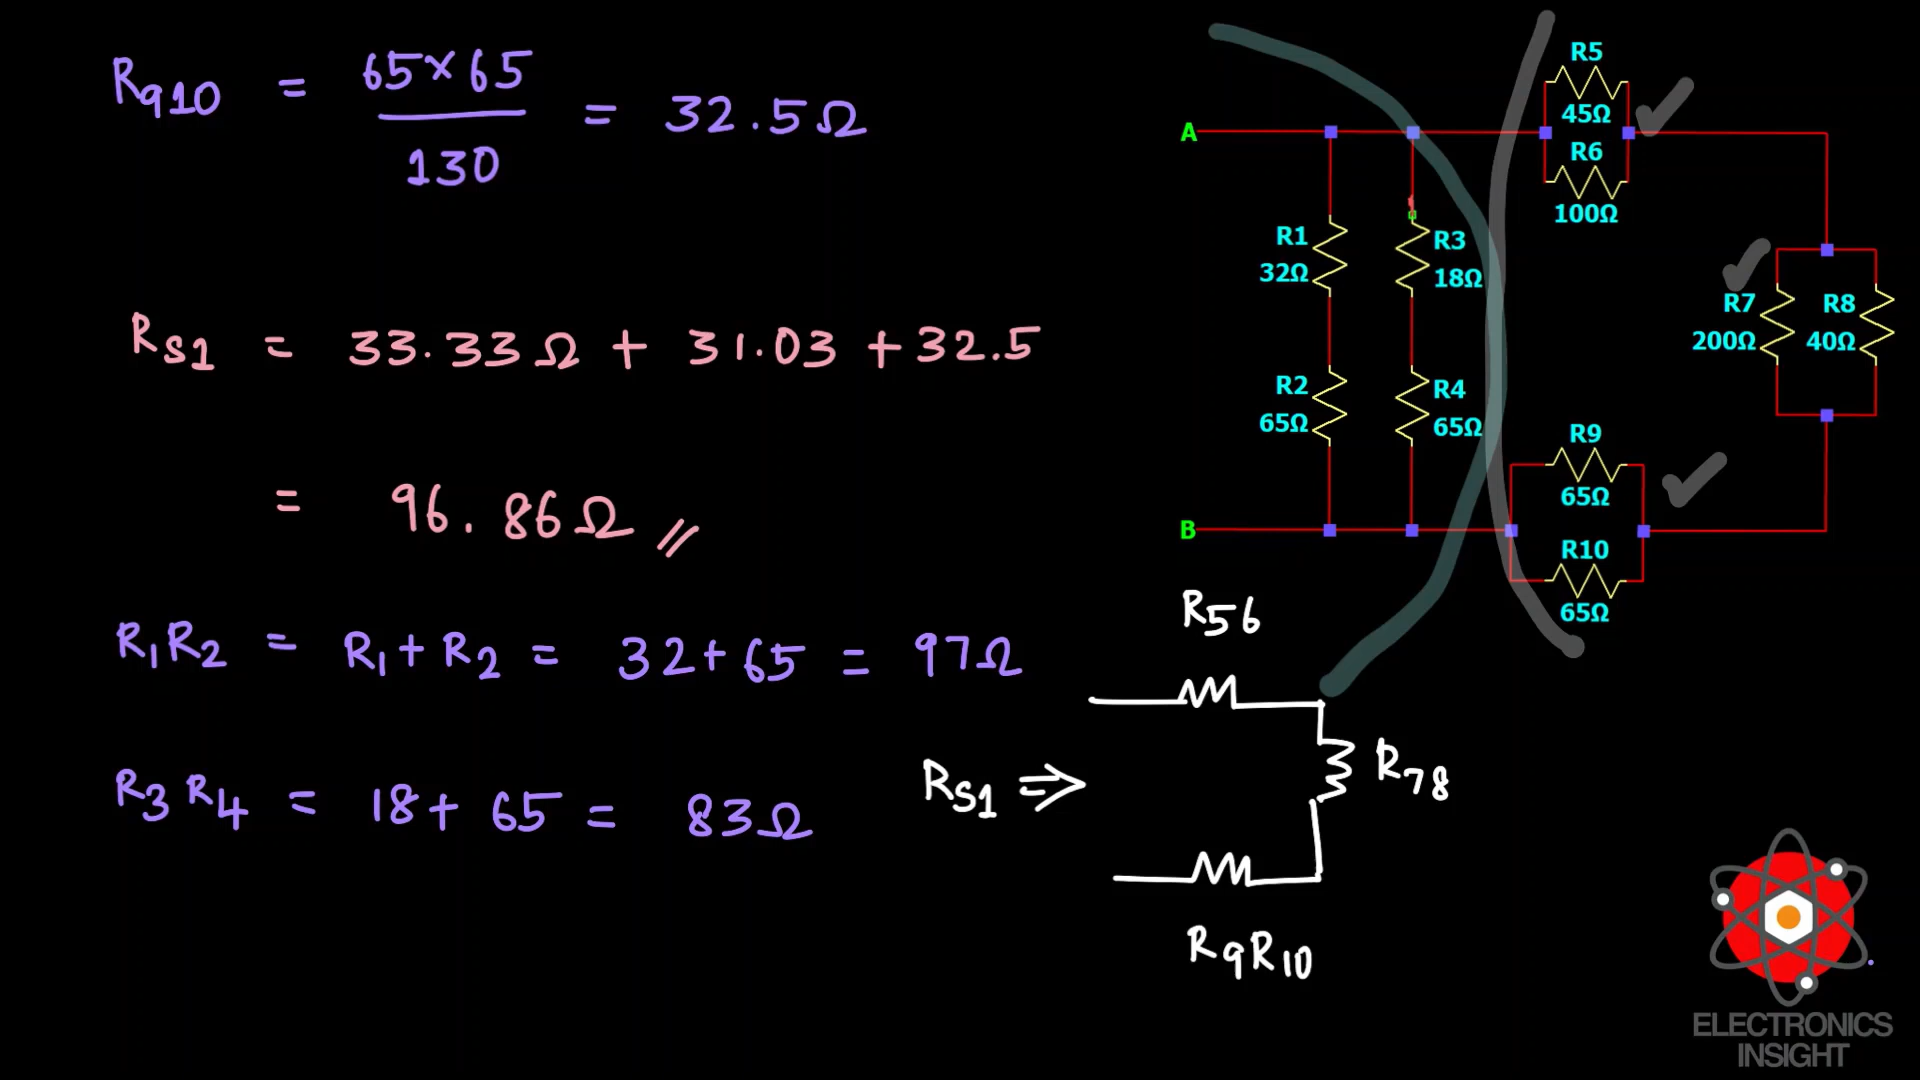 R910 = 65×65 / 130 = 32.5Ω
RS1 = 33.33Ω + 31.03 + 32.5
= 96.86Ω //
R1R2 = R1+R2 = 32+65 = 97Ω
R3R4 = 18+65 = 83Ω
A
B
R5
45Ω
R6
100Ω
R1
32Ω
R3
18Ω
R2
65Ω
R4
65Ω
R7
200Ω
R8
40Ω
R9
65Ω
R10
65Ω
R56
RS1 ⇒
R78
R9R10
ELECTRONICS
INSIGHT